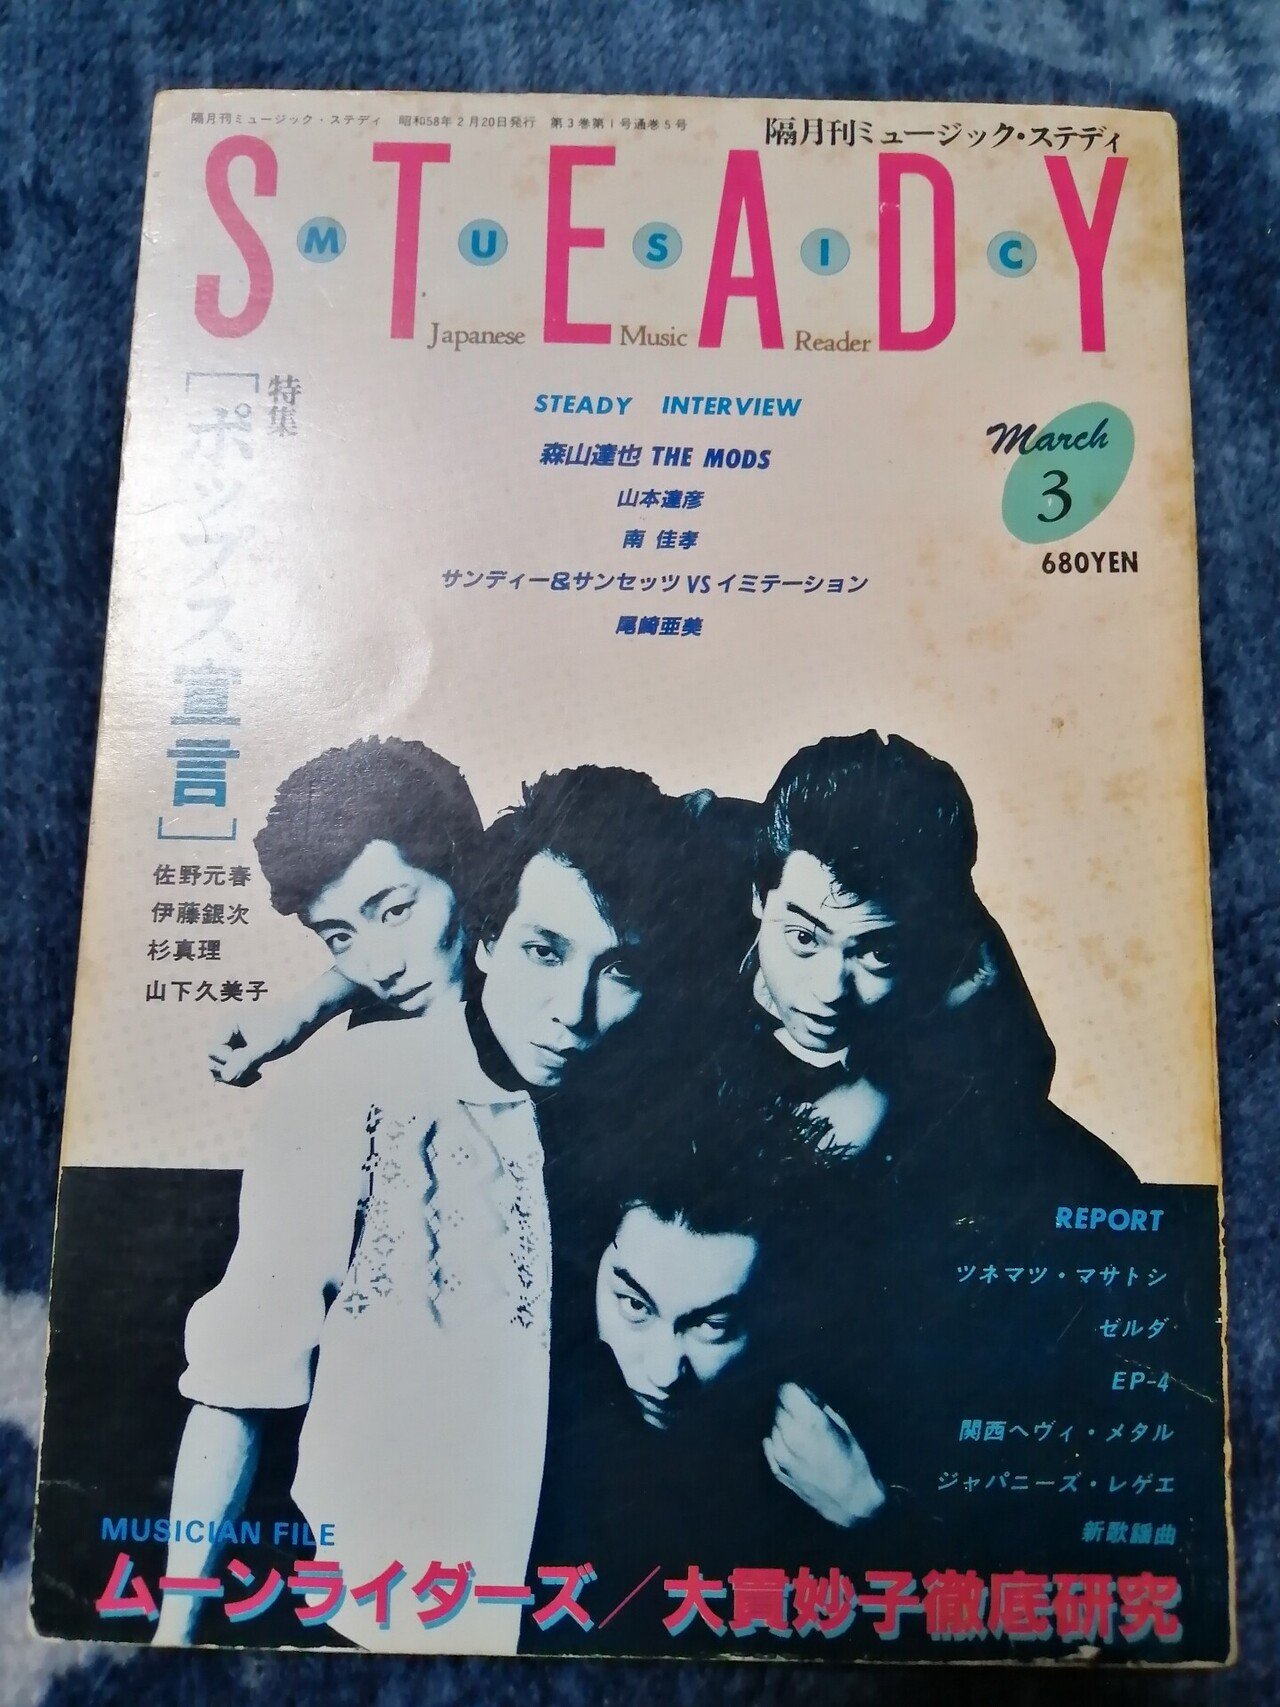 隔月刊ミュージック・ステディ 昭和58年2月20日発行 第3巻第1号通巻5号
隔月刊ミュージック・ステディ
STEADY
MUSIC
Japanese Music Reader
特集
[ポップス宣言]
佐野元春
伊藤銀次
杉真理
山下久美子
STEADY INTERVIEW
森山達也 THE MODS
山本達彦
南 佳孝
サンディー&サンセッツ VS イミテーション
尾崎亜美
March
3
680YEN
REPORT
ツネマツ・マサトシ
ゼルダ
EP-4
関西ヘヴィ・メタル
ジャパニーズ・レゲエ
新歌謡曲
MUSICIAN FILE
ムーンライダーズ/大貫妙子徹底研究